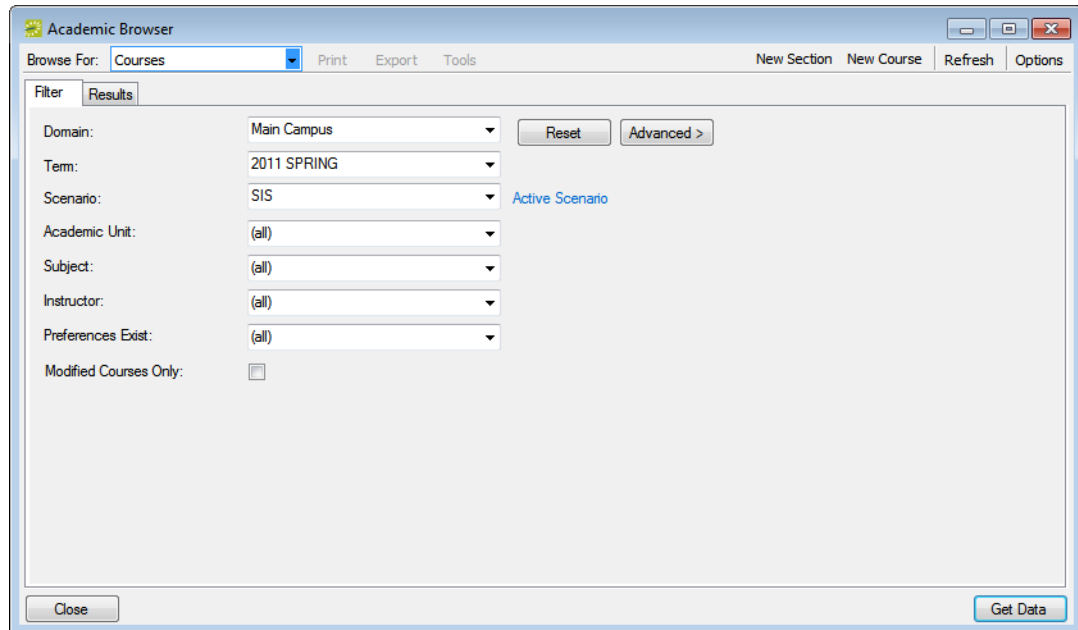 Academic Browser
Browse For: Courses Print Export Tools New Section New Course Refresh Options
Filter Results
Domain: Main Campus Reset Advanced >
Term: 2011 SPRING
Scenario: SIS Active Scenario
Academic Unit: (all)
Subject: (all)
Instructor: (all)
Preferences Exist: (all)
Modified Courses Only:
Close Get Data